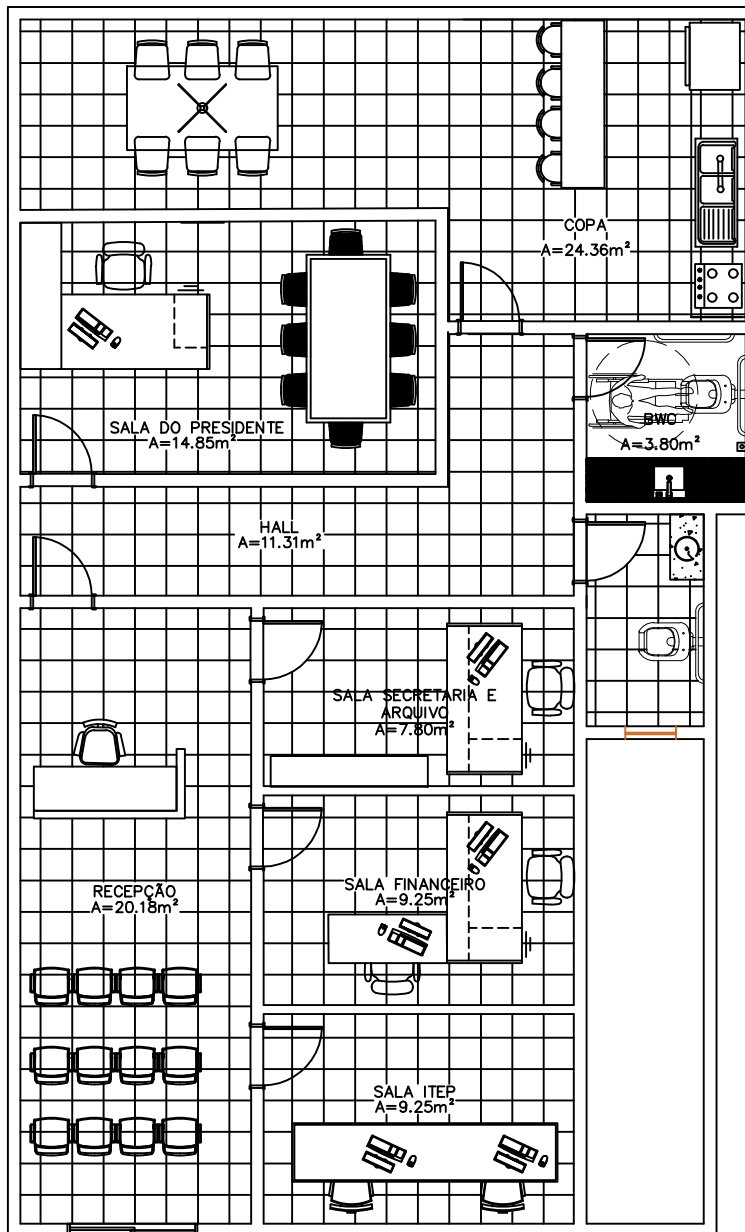 COPA
A=24.36m²
SALA DO PRESIDENTE
A=14.85m²
BWC
A=3.80m²
HALL
A=11.31m²
SALA SECRETARIA E
ARQUIVO
A=7.80m²
RECEPÇÃO
A=20.18m²
SALA FINANCEIRO
A=9.25m²
SALA ITEP
A=9.25m²